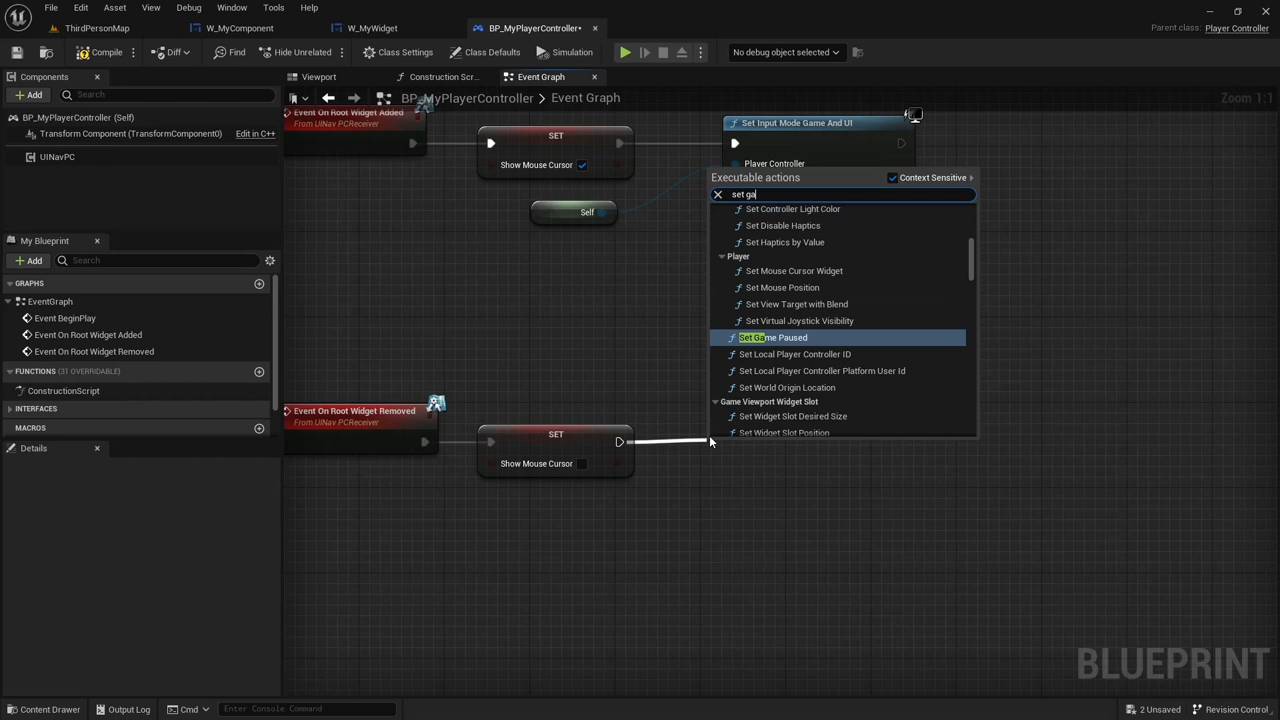 File Edit Asset View Debug Window Tools Help
ThirdPersonMap W_MyComponent W_MyWidget BP_MyPlayerController•
Parent class: Player Controller
Compile Diff Find Hide Unrelated Class Settings Class Defaults Simulation No debug object selected
Components
Viewport Construction Scr... Event Graph
Add Search
BP_MyPlayerController > Event Graph
Zoom 1:1
BP_MyPlayerController (Self)
Transform Component (TransformComponent0) Edit in C++
UINavPC
Event On Root Widget Added
From UINav PCReceiver
SET
Show Mouse Cursor
Set Input Mode Game And UI
Player Controller
Self
Executable actions
Context Sensitive
set ga
Set Controller Light Color
Set Disable Haptics
Set Haptics by Value
Player
Set Mouse Cursor Widget
Set Mouse Position
Set View Target with Blend
Set Virtual Joystick Visibility
Set Game Paused
Set Local Player Controller ID
Set Local Player Controller Platform User Id
Set World Origin Location
Game Viewport Widget Slot
Set Widget Slot Desired Size
Set Widget Slot Position
My Blueprint
Add Search
GRAPHS
EventGraph
Event BeginPlay
Event On Root Widget Added
Event On Root Widget Removed
FUNCTIONS (31 OVERRIDABLE)
ConstructionScript
INTERFACES
MACROS
Details
Event On Root Widget Removed
From UINav PCReceiver
SET
Show Mouse Cursor
BLUEPRINT
Content Drawer Output Log Cmd Enter Console Command
2 Unsaved Revision Control